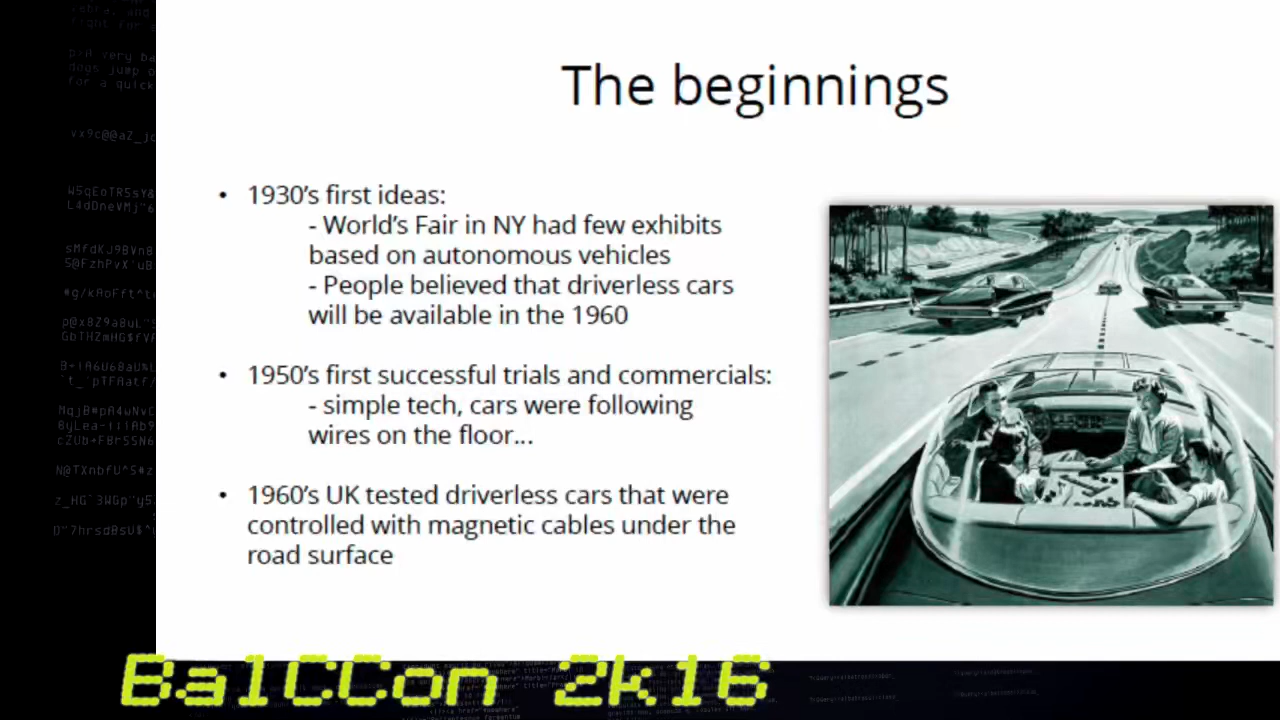 The beginnings
• 1930's first ideas:
- World's Fair in NY had few exhibits
based on autonomous vehicles
- People believed that driverless cars
will be available in the 1960
• 1950's first successful trials and commercials:
- simple tech, cars were following
wires on the floor...
• 1960's UK tested driverless cars that were
controlled with magnetic cables under the
road surface
BalCCon 2k16